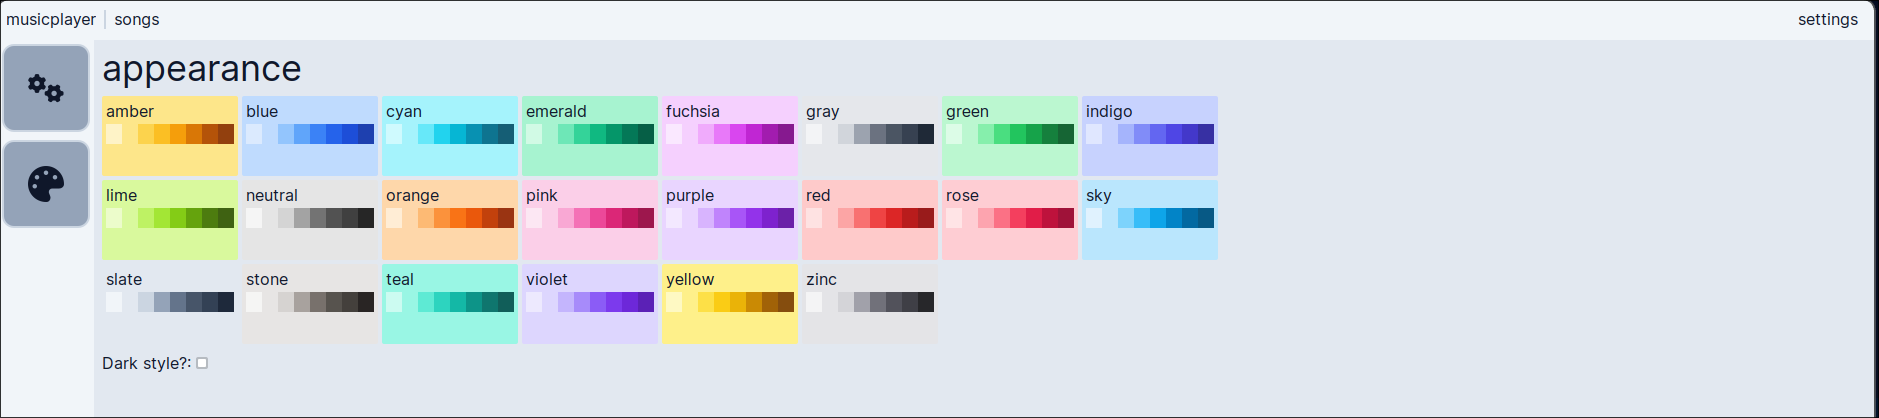 musicplayer songs settings
appearance
amber blue cyan emerald fuchsia gray green indigo
lime neutral orange pink purple red rose sky
slate stone teal violet yellow zinc
Dark style?: